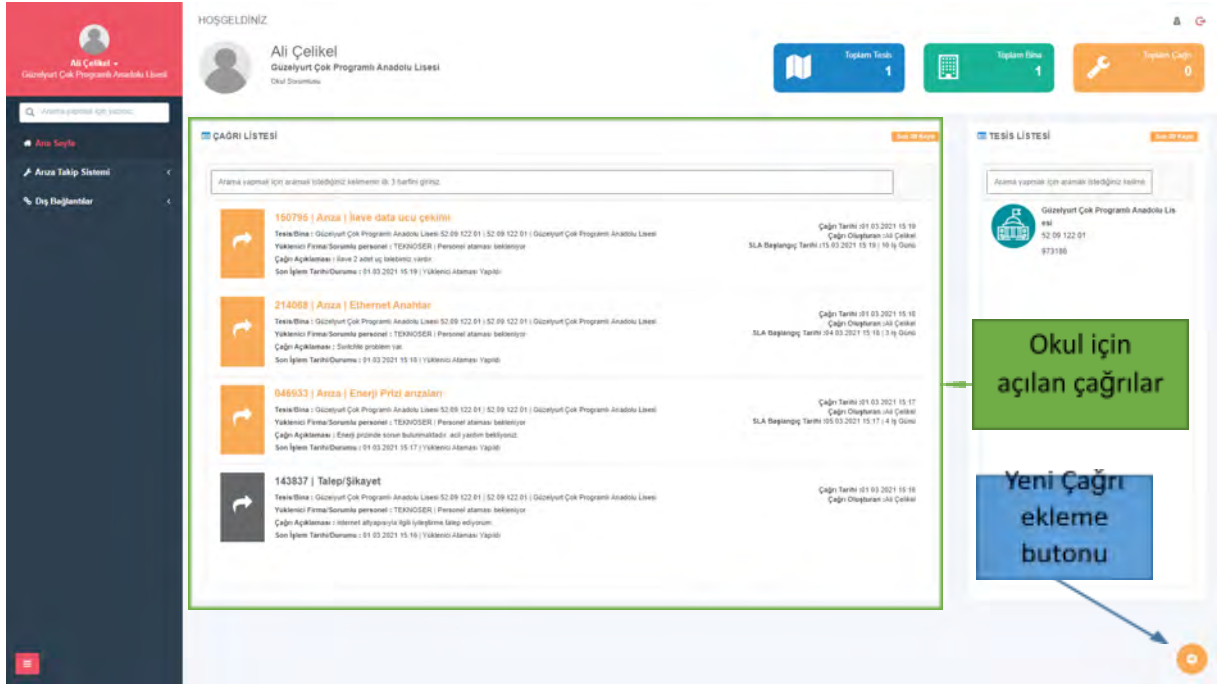 HOŞGELDİNİZ
Ali Çelikel
Güzelyurt Çok Programlı Anadolu Lisesi
Ali Çelikel
Güzelyurt Çok Programlı Anadolu Lisesi
Okul Sorumlusu
Toplam Tesis
1
Toplam Bina
1
Toplam Çağrı
0
Arama yapmak için yazınız.
Ana Sayfa
Arıza Takip Sistemi
Dış Bağlantılar
ÇAĞRI LİSTESİ
Son 20 Kayıt
Arama yapmak için aramak istediğiniz kelimenin ilk 3 harfini giriniz.
150795 | Arıza | İlave data ucu çekimi
Tesis/Bina : Güzelyurt Çok Programlı Anadolu Lisesi 52.09.122.01 | 52.09.122.01 | Güzelyurt Çok Programlı Anadolu Lisesi
Yüklenici Firma/Sorumlu personel : TEKNOSER | Personel ataması bekleniyor
Çağrı Açıklaması : İlave 2 adet uç talebimiz vardır.
Son İşlem Tarihi/Durumu : 01.03.2021 15:19 | Yüklenici Ataması Yapıldı
Çağrı Tarihi :01.03.2021 15:19
Çağrı Oluşturan :Ali Çelikel
SLA Başlangıç Tarihi :15.03.2021 15:19 | 10 İş Günü
214068 | Arıza | Ethernet Anahtar
Tesis/Bina : Güzelyurt Çok Programlı Anadolu Lisesi 52.09.122.01 | 52.09.122.01 | Güzelyurt Çok Programlı Anadolu Lisesi
Yüklenici Firma/Sorumlu personel : TEKNOSER | Personel ataması bekleniyor
Çağrı Açıklaması : Switchte problem var.
Son İşlem Tarihi/Durumu : 01.03.2021 15:18 | Yüklenici Ataması Yapıldı
Çağrı Tarihi :01.03.2021 15:18
Çağrı Oluşturan :Ali Çelikel
SLA Başlangıç Tarihi :04.03.2021 15:18 | 3 İş Günü
046933 | Arıza | Enerji Prizi arızaları
Tesis/Bina : Güzelyurt Çok Programlı Anadolu Lisesi 52.09.122.01 | 52.09.122.01 | Güzelyurt Çok Programlı Anadolu Lisesi
Yüklenici Firma/Sorumlu personel : TEKNOSER | Personel ataması bekleniyor
Çağrı Açıklaması : Enerji prizinde sorun bulunmaktadır. acil yardım bekliyoruz.
Son İşlem Tarihi/Durumu : 01.03.2021 15:17 | Yüklenici Ataması Yapıldı
Çağrı Tarihi :01.03.2021 15:17
Çağrı Oluşturan :Ali Çelikel
SLA Başlangıç Tarihi :05.03.2021 15:17 | 4 İş Günü
143837 | Talep/Şikayet
Tesis/Bina : Güzelyurt Çok Programlı Anadolu Lisesi 52.09.122.01 | 52.09.122.01 | Güzelyurt Çok Programlı Anadolu Lisesi
Yüklenici Firma/Sorumlu personel : TEKNOSER | Personel ataması bekleniyor
Çağrı Açıklaması : internet altyapısıyla ilgili iyileştirme talep ediyorum.
Son İşlem Tarihi/Durumu : 01.03.2021 15:16 | Yüklenici Ataması Yapıldı
Çağrı Tarihi :01.03.2021 15:16
Çağrı Oluşturan :Ali Çelikel
TESİS LİSTESİ
Son 20 Kayıt
Arama yapmak için aramak istediğiniz kelime
Güzelyurt Çok Programlı Anadolu Lis
esi
52.09.122.01
973186
Okul için
açılan çağrılar
Yeni Çağrı
ekleme
butonu